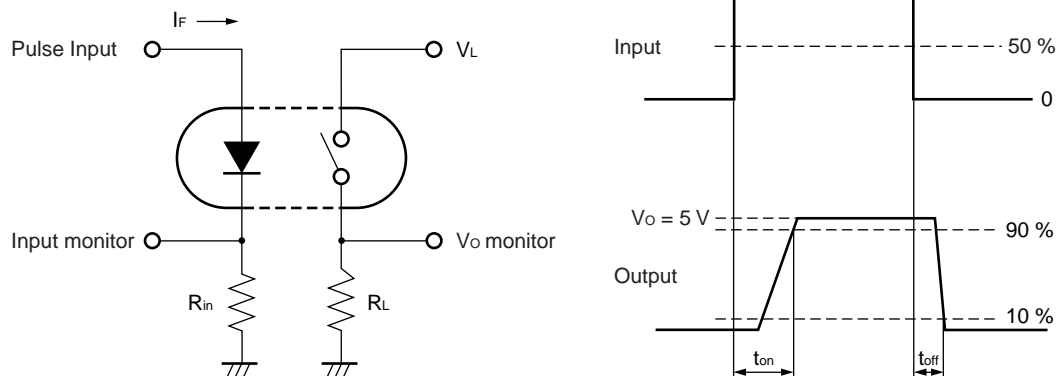 IF
Pulse Input
VL
Input monitor
VO monitor
Rin
RL
Input
50 %
0
VO = 5 V
90 %
Output
10 %
ton
toff